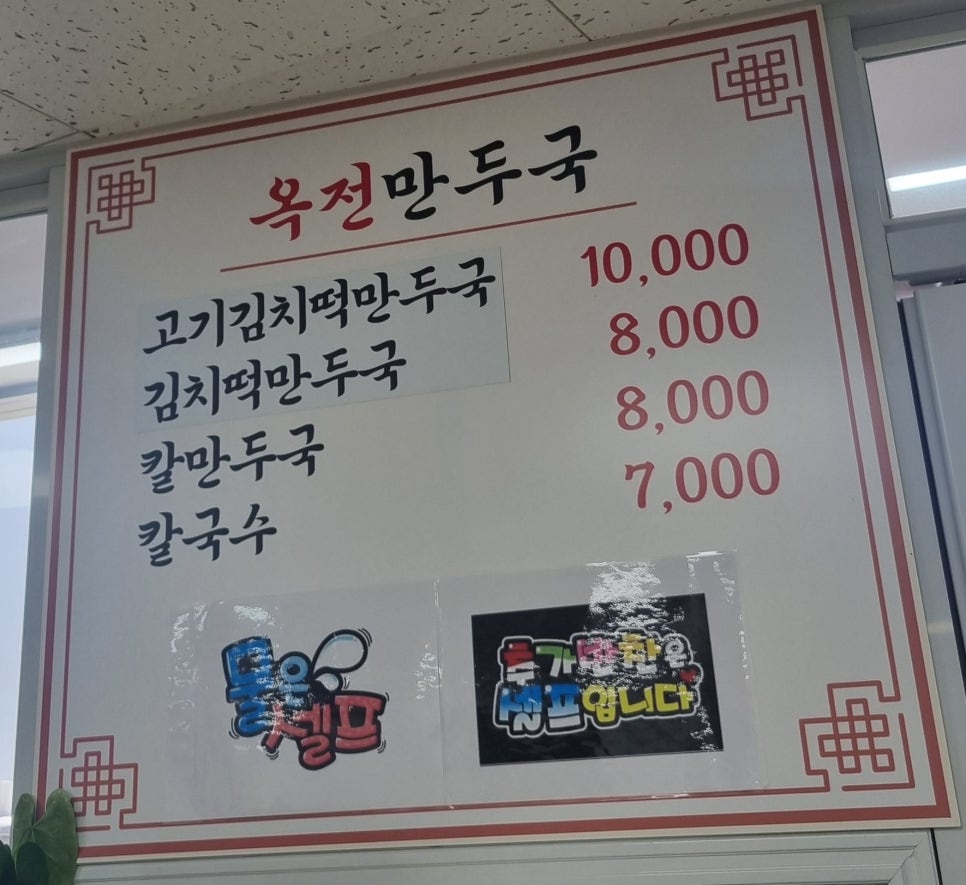 옥전만두국
고기김치떡만두국 10,000
김치떡만두국 8,000
칼만두국 8,000
칼국수 7,000
물은
셀프
추가반찬은
셀프입니다